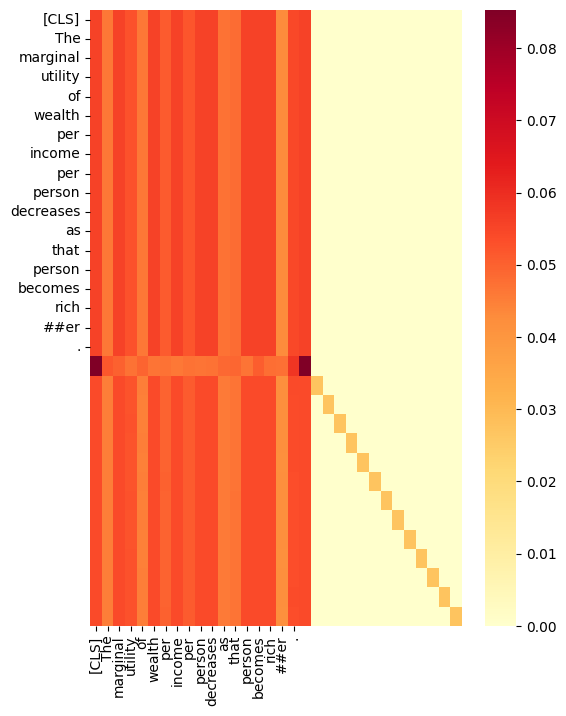 [CLS]
The
marginal
utility
of
wealth
per
income
per
person
decreases
as
that
person
becomes
rich
##er
.
0.08
0.07
0.06
0.05
0.04
0.03
0.02
0.01
0.00
[CLS]
The
marginal
utility
of
wealth
per
income
per
person
decreases
as
that
person
becomes
rich
##er
.